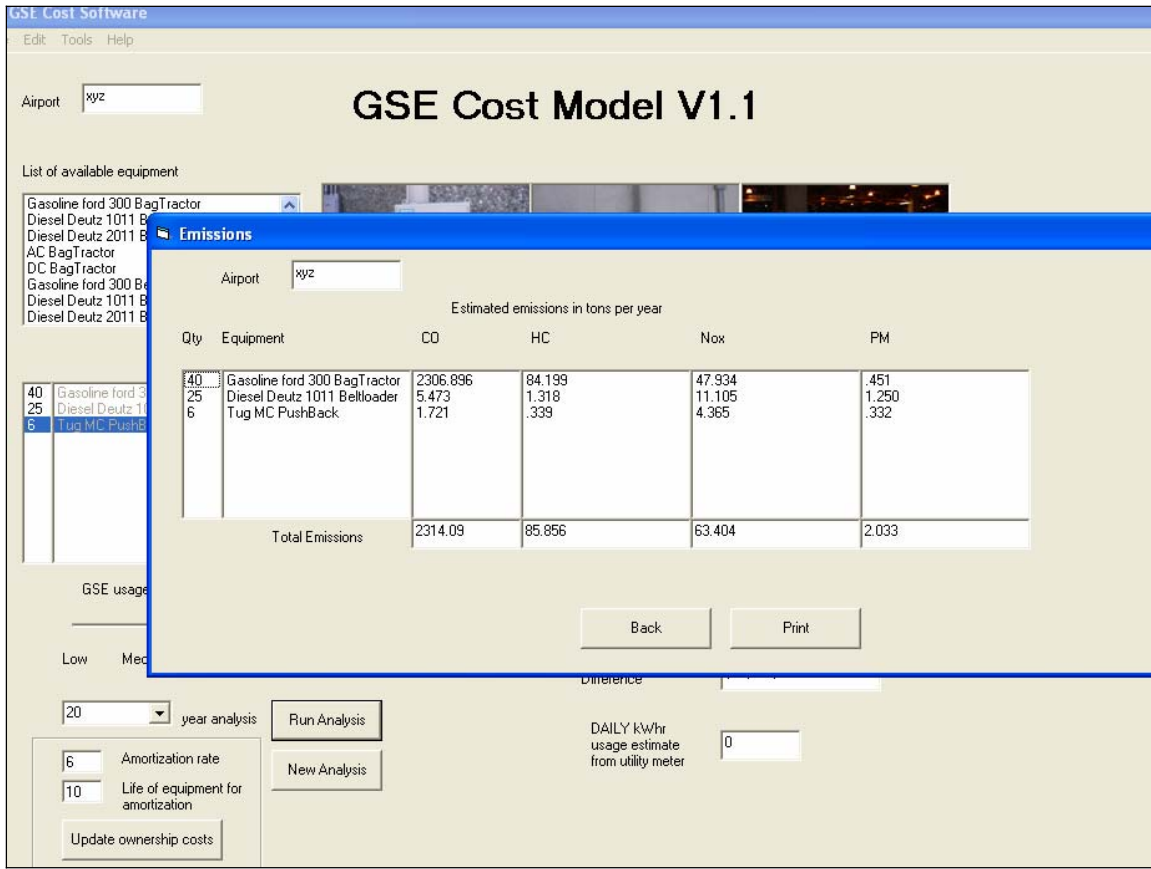 GSE Cost Software
Edit Tools Help
Airport xyz
GSE Cost Model V1.1
List of available equipment
Gasoline ford 300 BagTractor
Diesel Deutz 1011 B
Diesel Deutz 2011 B
AC BagTractor
DC BagTractor
Gasoline ford 300 Be
Diesel Deutz 1011 B
Diesel Deutz 2011 B
40 Gasoline ford 3
25 Diesel Deutz 10
6 Tug MC PushB
GSE usage
Low Med
Emissions
Airport xyz
Estimated emissions in tons per year
Qty Equipment CO HC Nox PM
40 Gasoline ford 300 BagTractor 2306.896 84.199 47.934 .451
25 Diesel Deutz 1011 Beltloader 5.473 1.318 11.105 1.250
6 Tug MC PushBack 1.721 .339 4.365 .332
Total Emissions 2314.09 85.856 63.404 2.033
Back Print
Difference
20 year analysis Run Analysis
6 Amortization rate
New Analysis
10 Life of equipment for
amortization
Update ownership costs
DAILY kWhr
usage estimate
from utility meter
0